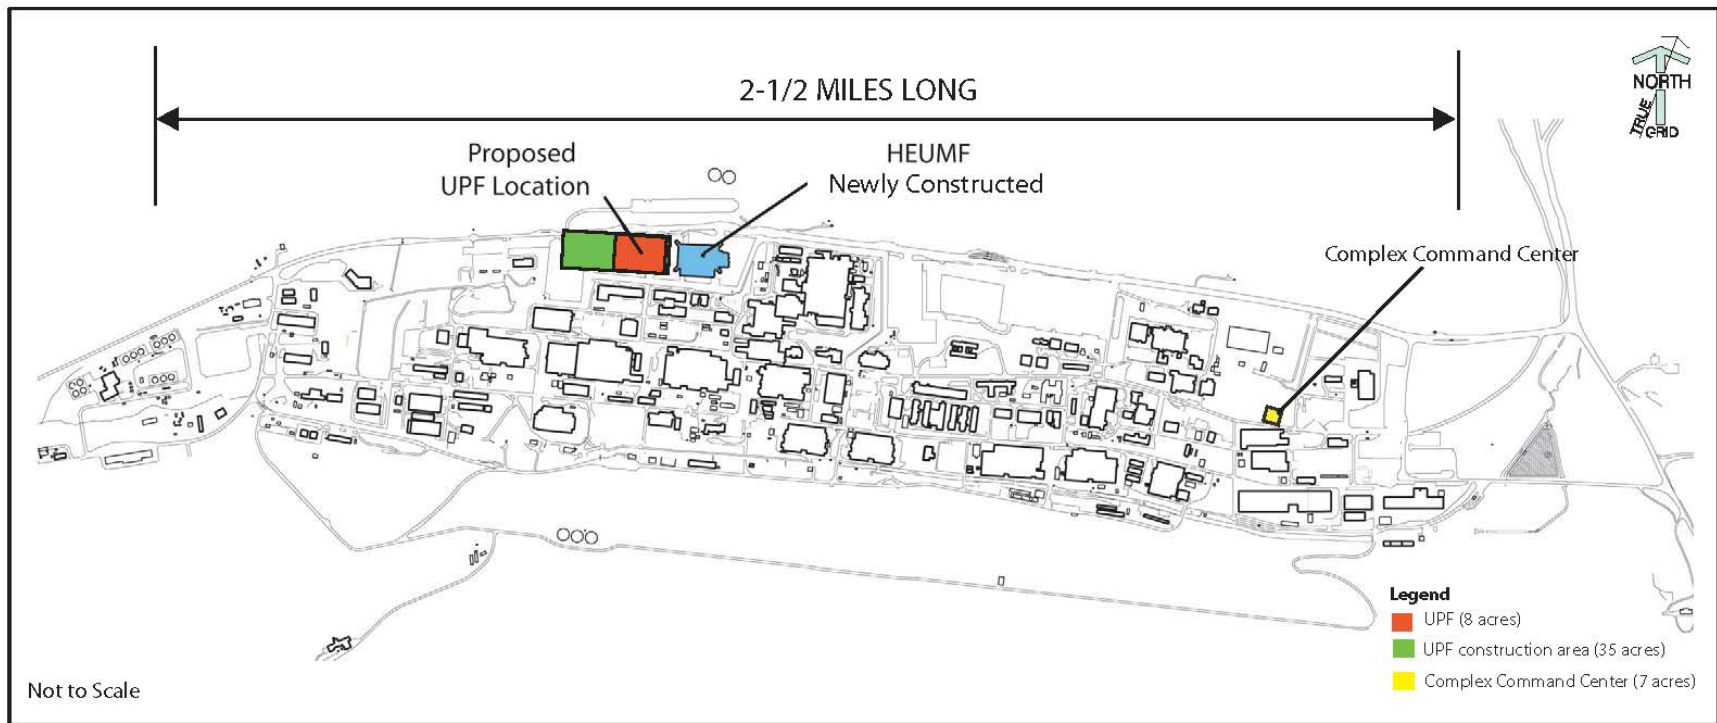 2-1/2 MILES LONG
NORTH
TRUE
GRID
Proposed
UPF Location
HEUMF
Newly Constructed
Complex Command Center
Legend
UPF (8 acres)
UPF construction area (35 acres)
Complex Command Center (7 acres)
Not to Scale